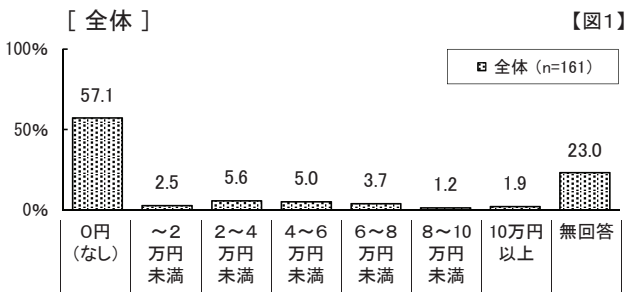 [ 全体 ]
【図1】
100%
全体 (n=161)
57.1
50%
2.5
5.6
5.0
3.7
1.2
1.9
23.0
0%
0円
(なし)
～2
万円
未満
2～4
万円
未満
4～6
万円
未満
6～8
万円
未満
8～10
万円
未満
10万円
以上
無回答